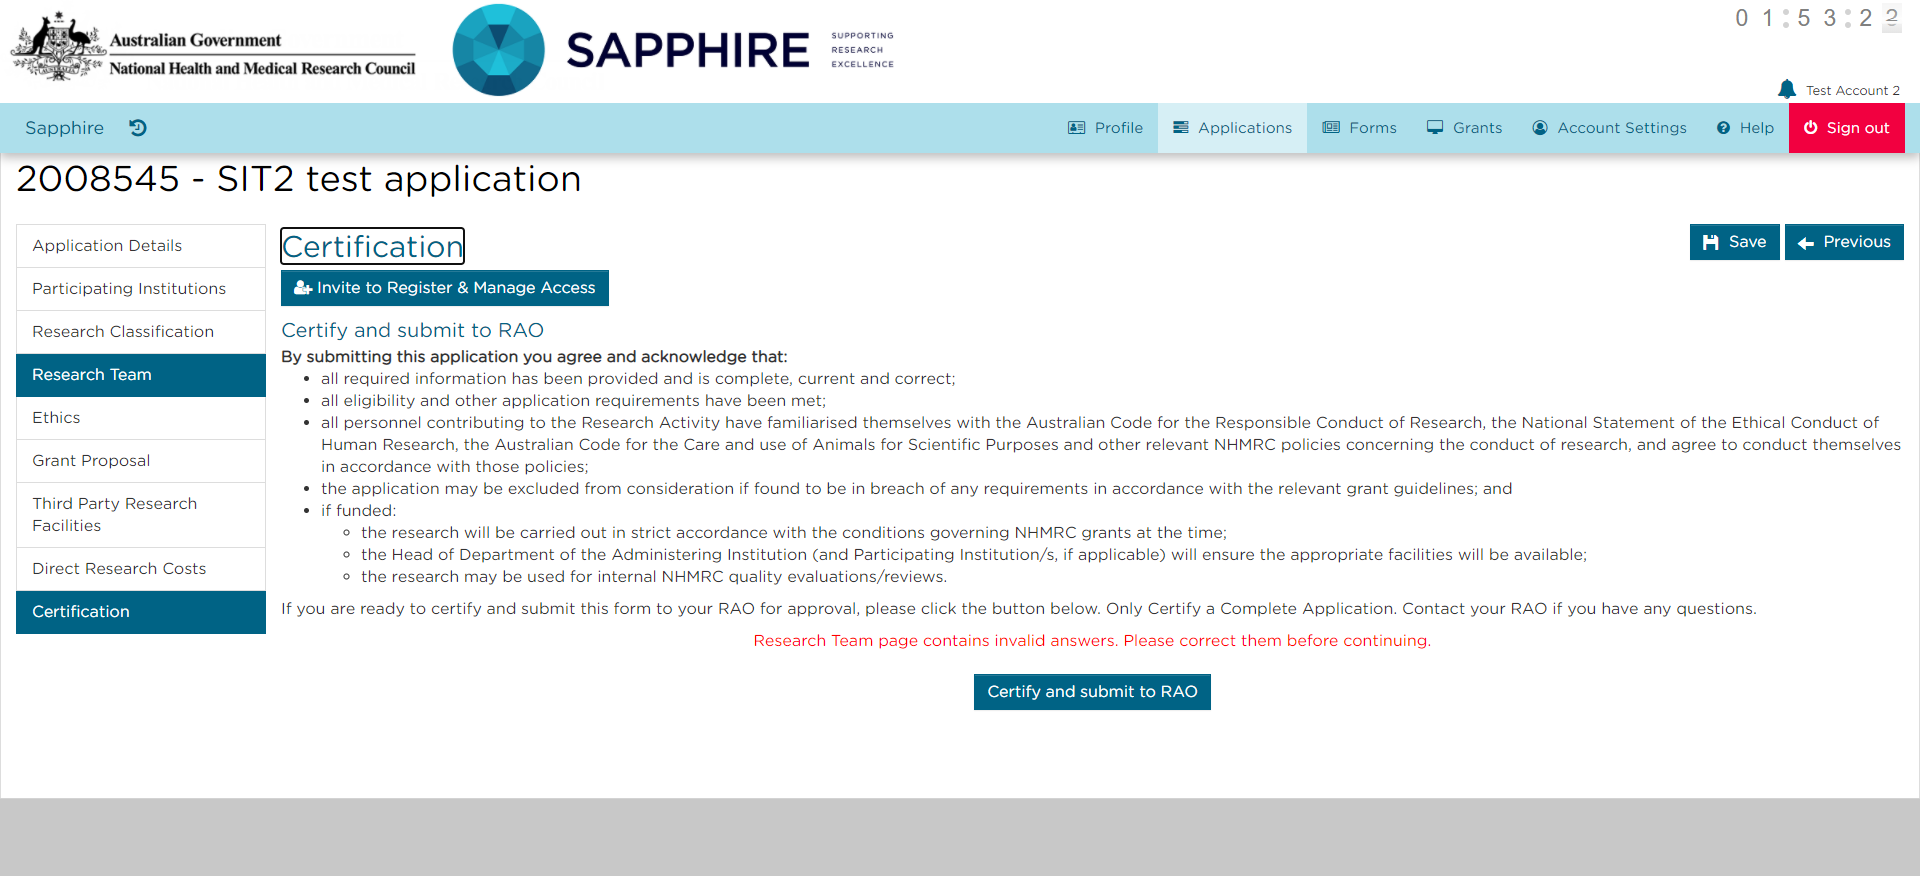 Australian Government
National Health and Medical Research Council
SAPPHIRE
SUPPORTING
RESEARCH
EXCELLENCE
01:53:2
Test Account 2
Sapphire
Profile
Applications
Forms
Grants
Account Settings
Help
Sign out
2008545 - SIT2 test application
Application Details
Participating Institutions
Research Classification
Research Team
Ethics
Grant Proposal
Third Party Research
Facilities
Direct Research Costs
Certification
Certification
Save
Previous
Invite to Register & Manage Access
Certify and submit to RAO
By submitting this application you agree and acknowledge that:
• all required information has been provided and is complete, current and correct;
• all eligibility and other application requirements have been met;
• all personnel contributing to the Research Activity have familiarised themselves with the Australian Code for the Responsible Conduct of Research, the National Statement of the Ethical Conduct of
Human Research, the Australian Code for the Care and use of Animals for Scientific Purposes and other relevant NHMRC policies concerning the conduct of research, and agree to conduct themselves
in accordance with those policies;
• the application may be excluded from consideration if found to be in breach of any requirements in accordance with the relevant grant guidelines; and
• if funded:
◦ the research will be carried out in strict accordance with the conditions governing NHMRC grants at the time;
◦ the Head of Department of the Administering Institution (and Participating Institution/s, if applicable) will ensure the appropriate facilities will be available;
◦ the research may be used for internal NHMRC quality evaluations/reviews.
If you are ready to certify and submit this form to your RAO for approval, please click the button below. Only Certify a Complete Application. Contact your RAO if you have any questions.
Research Team page contains invalid answers. Please correct them before continuing.
Certify and submit to RAO